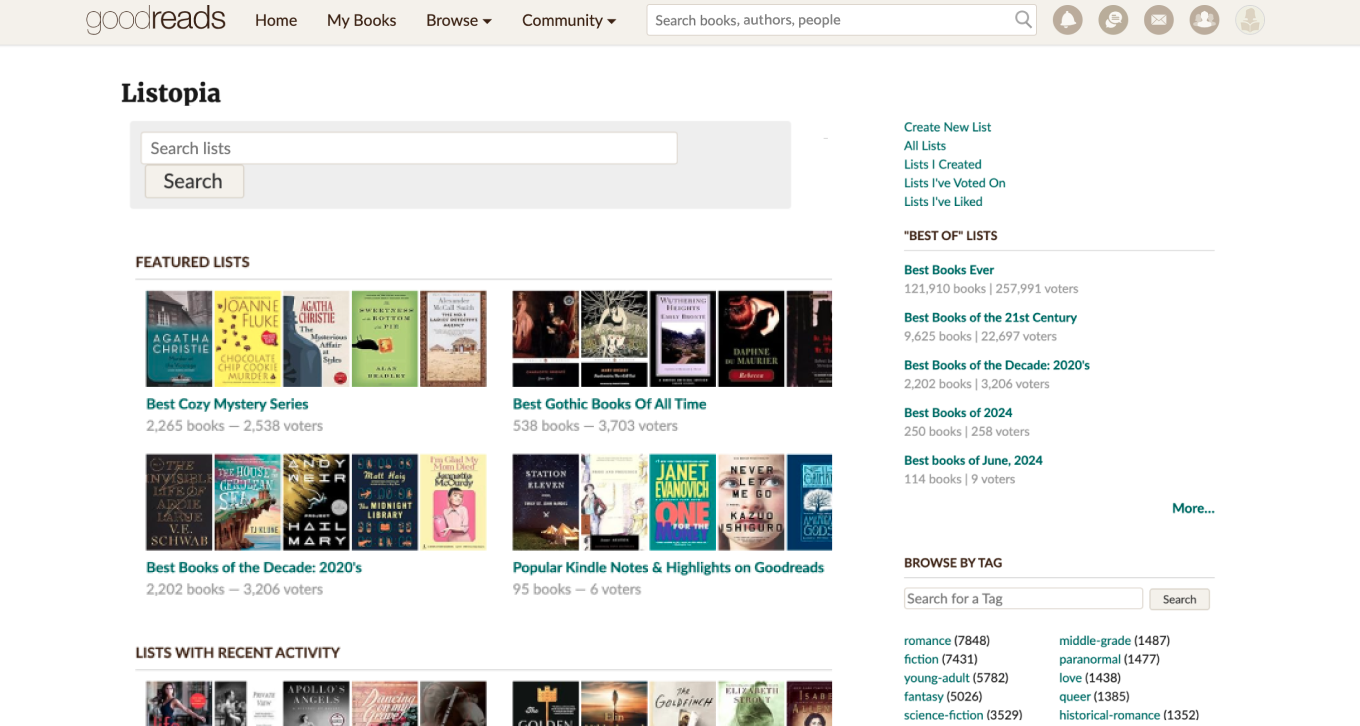 goodreads Home My Books Browse Community Search books, authors, people
Listopia
Search lists
Search
Create New List
All Lists
Lists I Created
Lists I've Voted On
Lists I've Liked
"BEST OF" LISTS
Best Books Ever
121,910 books | 257,991 voters
Best Books of the 21st Century
9,625 books | 22,697 voters
Best Books of the Decade: 2020's
2,202 books | 3,206 voters
Best Books of 2024
250 books | 258 voters
Best books of June, 2024
114 books | 9 voters
More...
BROWSE BY TAG
Search for a Tag Search
romance (7848) middle-grade (1487)
fiction (7431) paranormal (1477)
young-adult (5782) love (1438)
fantasy (5026) queer (1385)
science-fiction (3529) historical-romance (1352)
FEATURED LISTS
AGATHA
CHRISTIE
JOANNE
FLUKE
CHOCOLATE
CHIP COOKIE
MURDER
AGATHA
CHRISTIE
The
Mysterious
Affair
at
Styles
SWEETNESS
at the BOTTOM
of the PIE
ALAN
BRADLEY
Alexander
McCall Smith
WUTHERING
HEIGHTS
EMILY BRONTË
DAPHNE
DU MAURIER
Rebecca
Best Cozy Mystery Series Best Gothic Books Of All Time
2,265 books — 2,538 voters 538 books — 3,703 voters
THE
INVISIBLE
LIFE OF
ADDIE
LARUE
V.E.
SCHWAB
THE HOUSE
CERULEAN
SEA
TJ KLUNE
ANDY
WEIR
PROJECT
HAIL
MARY
Matt Haig
The MIDNIGHT
LIBRARY
I'm Glad My
Mom Died
Jennette
McCurdy
STATION
ELEVEN
JANET
EVANOVICH
ONE
FOR THE
MONEY
NEVER
LET
ME GO
KAZUO
ISHIGURO
Best Books of the Decade: 2020's Popular Kindle Notes & Highlights on Goodreads
2,202 books — 3,206 voters 95 books — 6 voters
LISTS WITH RECENT ACTIVITY
PRIVATE
VIEW
APOLLO'S
ANGELS
Dancing
on my
Grave
THE
GOLDEN
Elin
THE
GOLDFINCH
ELIZABETH
STROUT